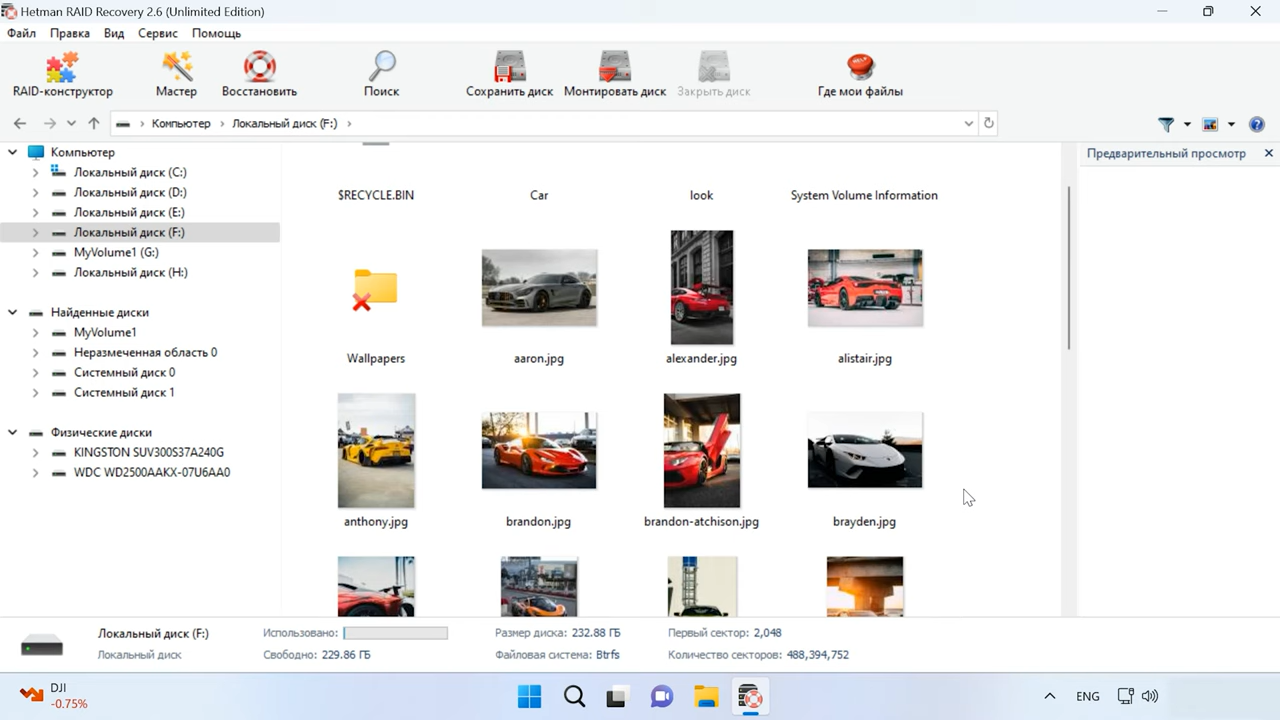 Hetman RAID Recovery 2.6 (Unlimited Edition)
Файл Правка Вид Сервис Помощь
RAID-конструктор Мастер Восстановить Поиск Сохранить диск Монтировать диск Закрыть диск Где мои файлы
Компьютер Локальный диск (F:)
Предварительный просмотр
Компьютер
Локальный диск (C:)
Локальный диск (D:)
Локальный диск (E:)
Локальный диск (F:)
MyVolume1 (G:)
Локальный диск (H:)
Найденные диски
MyVolume1
Неразмеченная область 0
Системный диск 0
Системный диск 1
Физические диски
KINGSTON SUV300S37A240G
WDC WD2500AAKX-07U6AA0
$RECYCLE.BIN Car look System Volume Information
Wallpapers aaron.jpg alexander.jpg alistair.jpg
anthony.jpg brandon.jpg brandon-atchison.jpg brayden.jpg
Локальный диск (F:) Использовано: Размер диска: 232.88 ГБ Первый сектор: 2,048
Локальный диск Свободно: 229.86 ГБ Файловая система: Btrfs Количество секторов: 488,394,752
DJI
-0.75%
ENG